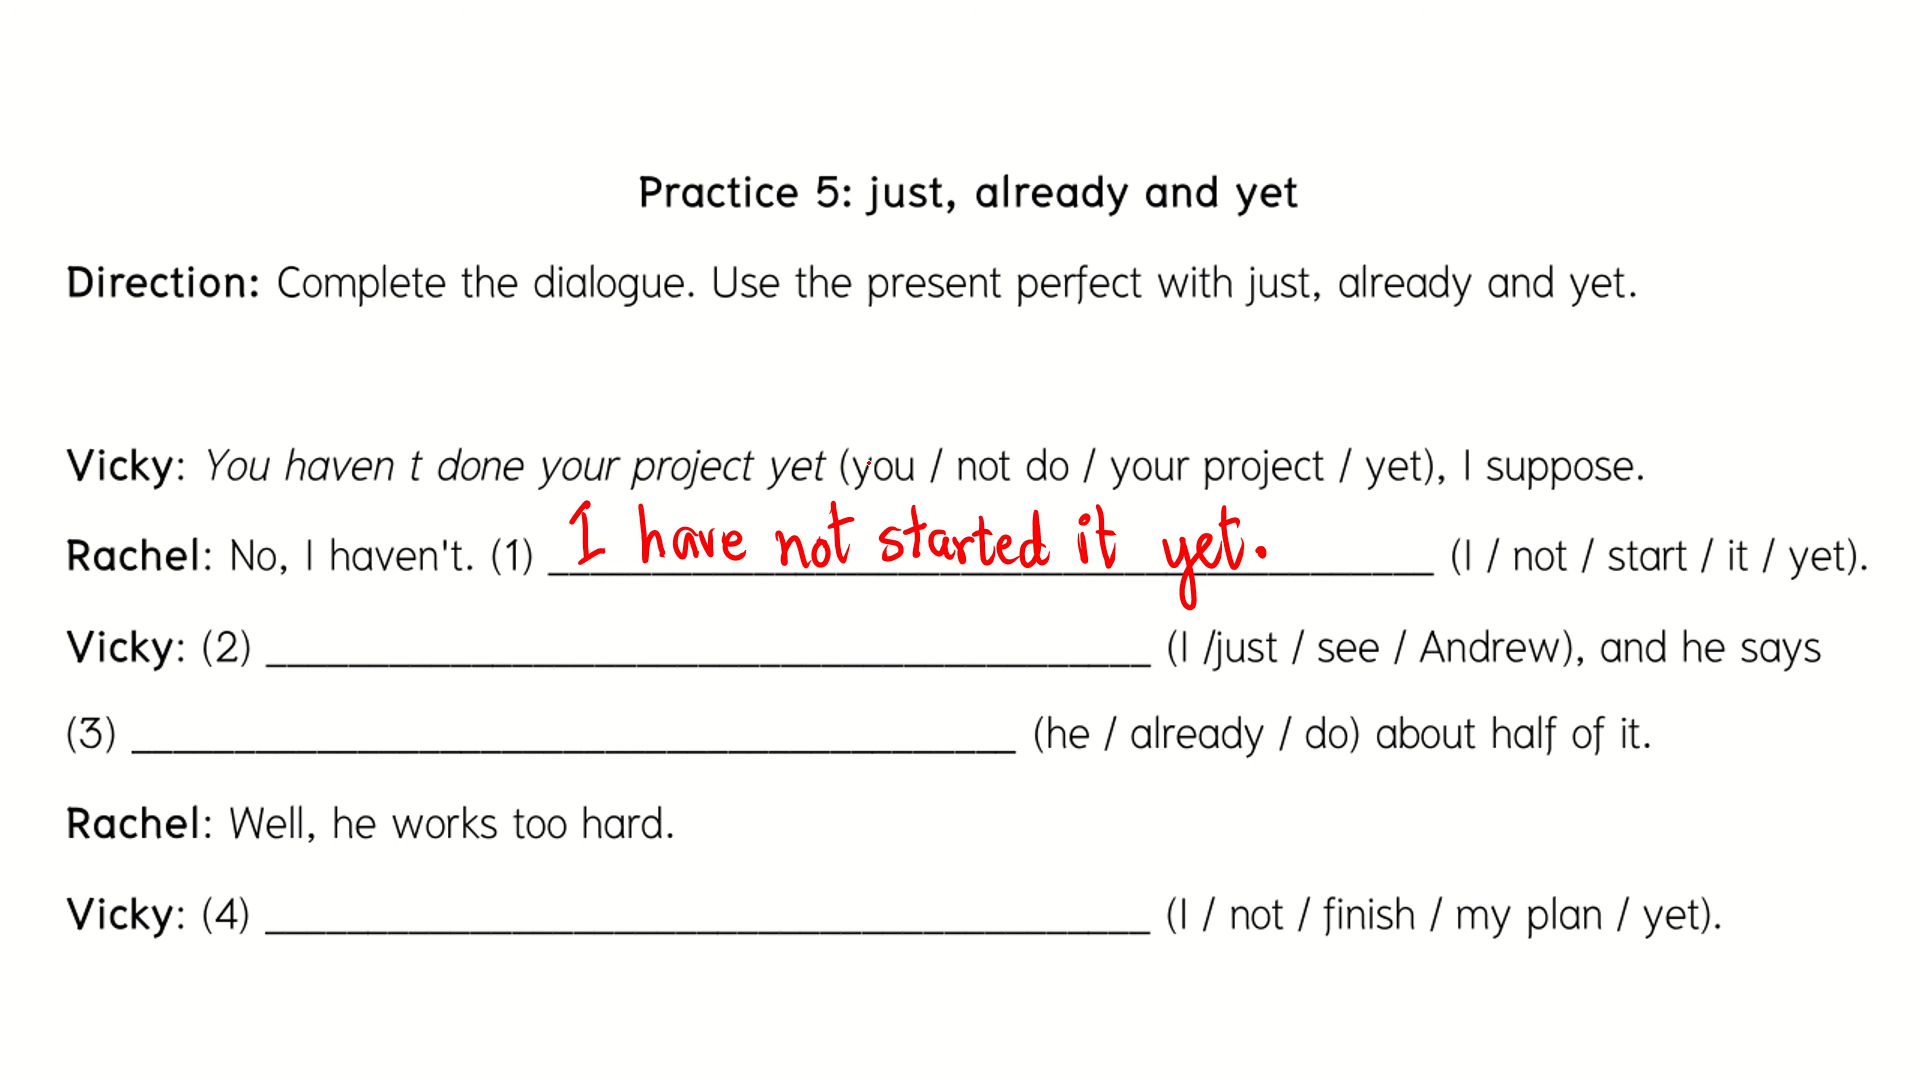 Practice 5: just, already and yet
Direction: Complete the dialogue. Use the present perfect with just, already and yet.
Vicky: You haven t done your project yet (you / not do / your project / yet), I suppose.
Rachel: No, I haven't. (1) I have not started it yet. (I / not / start / it / yet).
Vicky: (2) ____________________ (I /just / see / Andrew), and he says
(3) ____________________ (he / already / do) about half of it.
Rachel: Well, he works too hard.
Vicky: (4) ____________________ (I / not / finish / my plan / yet).